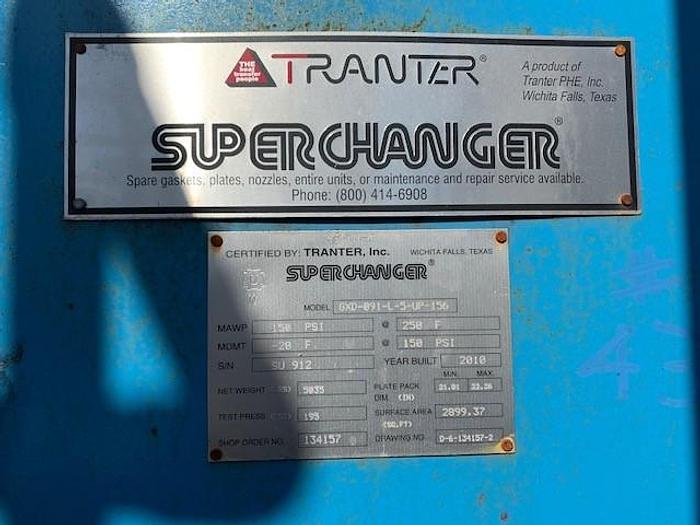 THE
heat
transfer
people
TRANTER®
A product of
Tranter PHE, Inc.
Wichita Falls, Texas
SUPERCHANGER®
Spare gaskets, plates, nozzles, entire units, or maintenance and repair service available.
Phone: (800) 414-6908
CERTIFIED BY: TRANTER, Inc. WICHITA FALLS, TEXAS
SUPERCHANGER®
U
W
MODEL GXD-091-L-5-UP-156
MAWP 150 PSI @ 250 F
MDMT -20 F @ 150 PSI
S/N SU 912 YEAR BUILT 2010
MIN. MAX.
NET WEIGHT 5035 PLATE PACK 21.01 22.26
DIM. (IN)
TEST PRESS 195 SURFACE AREA 2899.37
(SQ.FT)
SHOP ORDER NO. 134157 DRAWING NO. D-6-134157-2
#
43